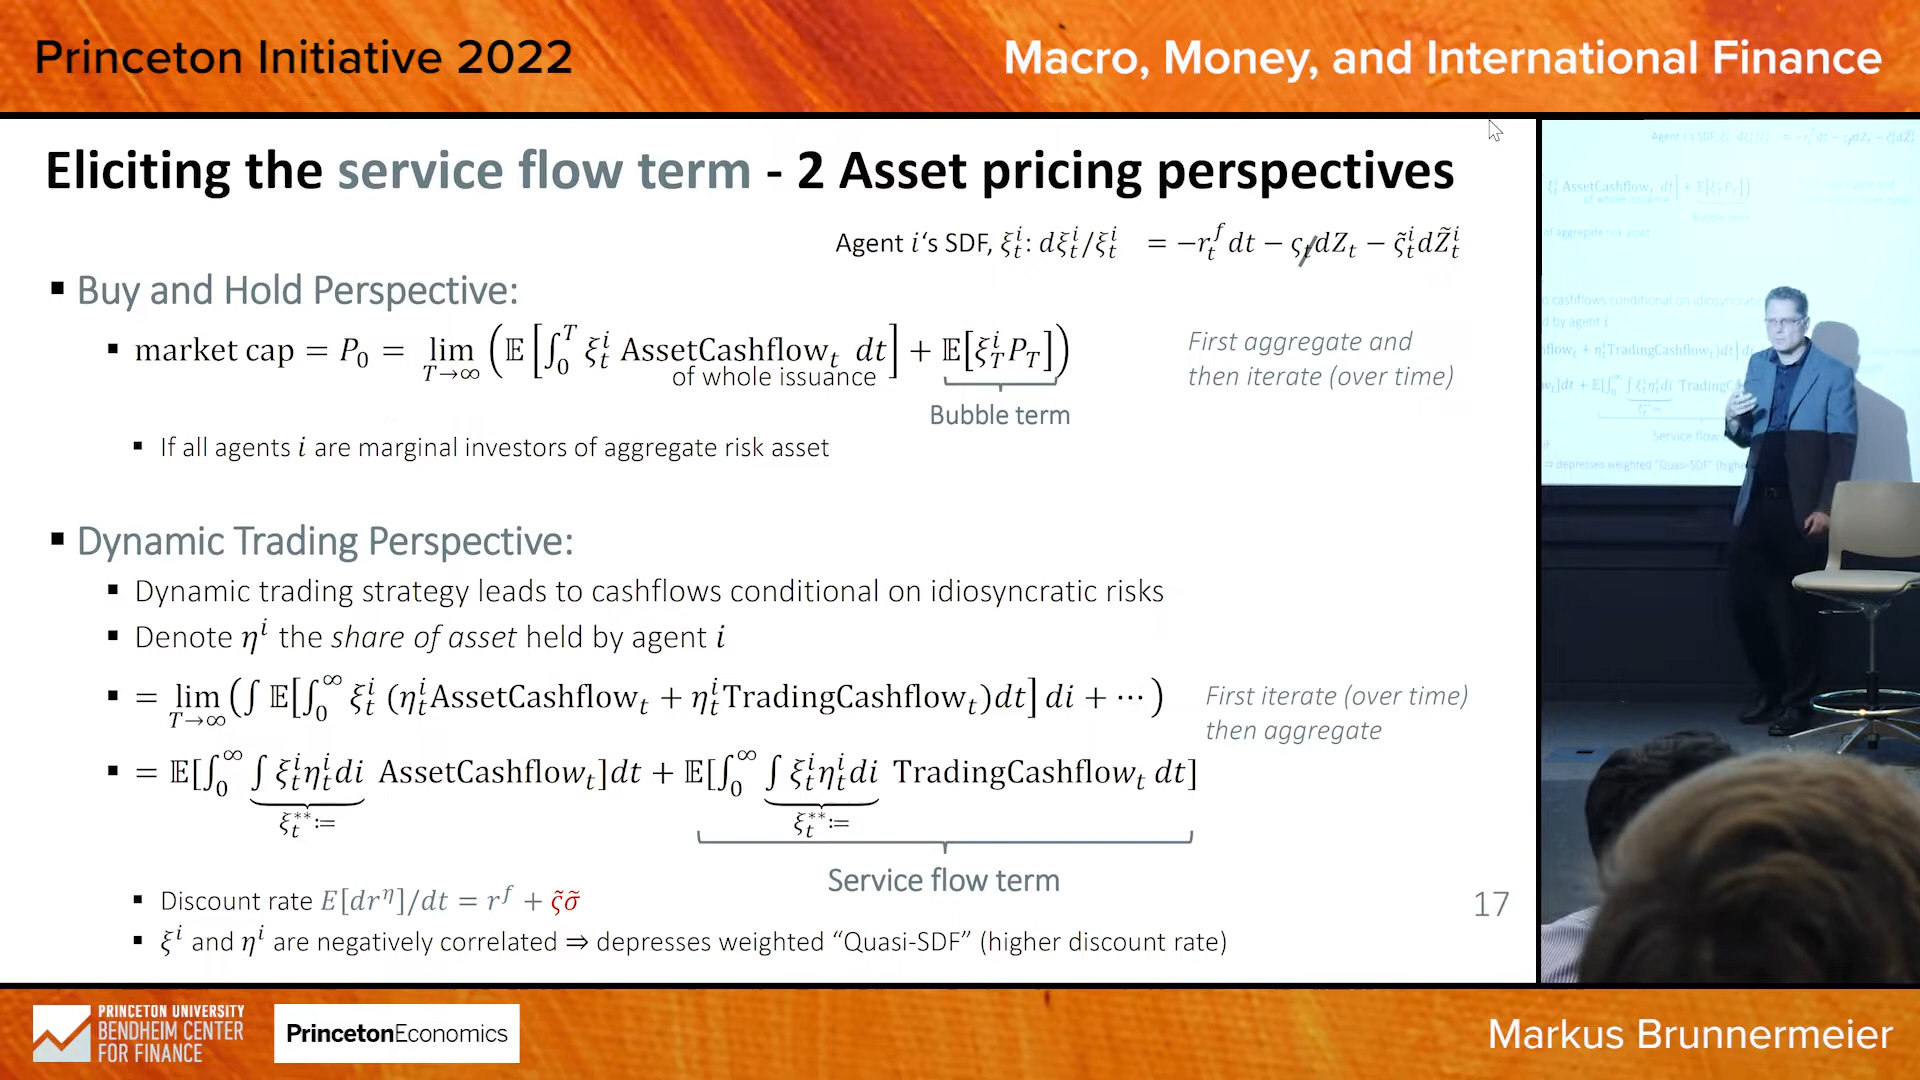 Princeton Initiative 2022
Macro, Money, and International Finance
Eliciting the service flow term - 2 Asset pricing perspectives
Agent i's SDF, ξ_t^i: dξ_t^i/ξ_t^i = −r_t^f dt − ς_t dZ_t − ς̃_t^i dZ̃_t^i
▪ Buy and Hold Perspective:
▪ market cap = P_0 = lim_{T→∞} (𝔼[∫_0^T ξ_t^i AssetCashflow_t dt] + 𝔼[ξ_T^i P_T])
of whole issuance
Bubble term
First aggregate and
then iterate (over time)
▪ If all agents i are marginal investors of aggregate risk asset
▪ Dynamic Trading Perspective:
▪ Dynamic trading strategy leads to cashflows conditional on idiosyncratic risks
▪ Denote η^i the share of asset held by agent i
▪ = lim_{T→∞} (∫ 𝔼[∫_0^∞ ξ_t^i (η_t^i AssetCashflow_t + η_t^i TradingCashflow_t)dt] di + ⋯)
First iterate (over time)
then aggregate
▪ = 𝔼[∫_0^∞ ∫ ξ_t^i η_t^i di AssetCashflow_t]dt + 𝔼[∫_0^∞ ∫ ξ_t^i η_t^i di TradingCashflow_t dt]
ξ_t^**:= ξ_t^**:=
Service flow term
▪ Discount rate E[dr^η]/dt = r^f + ς̃σ̃
▪ ξ^i and η^i are negatively correlated ⇒ depresses weighted “Quasi-SDF” (higher discount rate)
17
PRINCETON UNIVERSITY
BENDHEIM CENTER
FOR FINANCE
PrincetonEconomics
Markus Brunnermeier